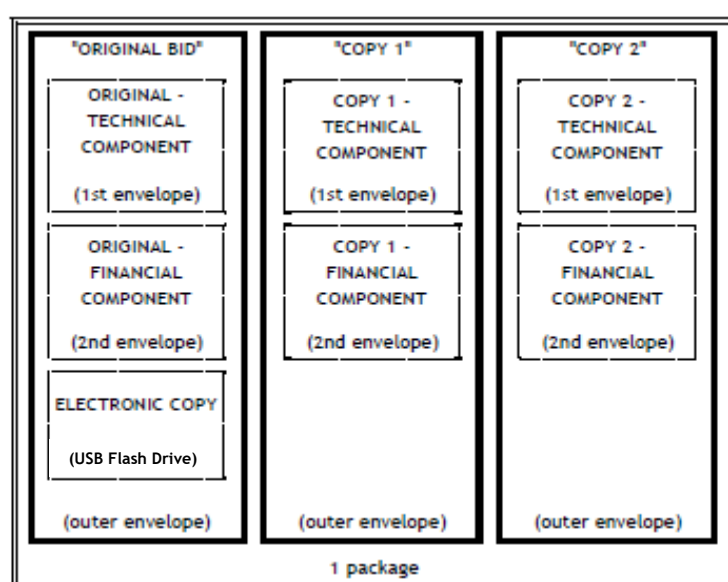 "ORIGINAL BID"
ORIGINAL -
TECHNICAL
COMPONENT
(1st envelope)
ORIGINAL -
FINANCIAL
COMPONENT
(2nd envelope)
ELECTRONIC COPY
(USB Flash Drive)
(outer envelope)
"COPY 1"
COPY 1 -
TECHNICAL
COMPONENT
(1st envelope)
COPY 1 -
FINANCIAL
COMPONENT
(2nd envelope)
(outer envelope)
"COPY 2"
COPY 2 -
TECHNICAL
COMPONENT
(1st envelope)
COPY 2 -
FINANCIAL
COMPONENT
(2nd envelope)
(outer envelope)
1 package